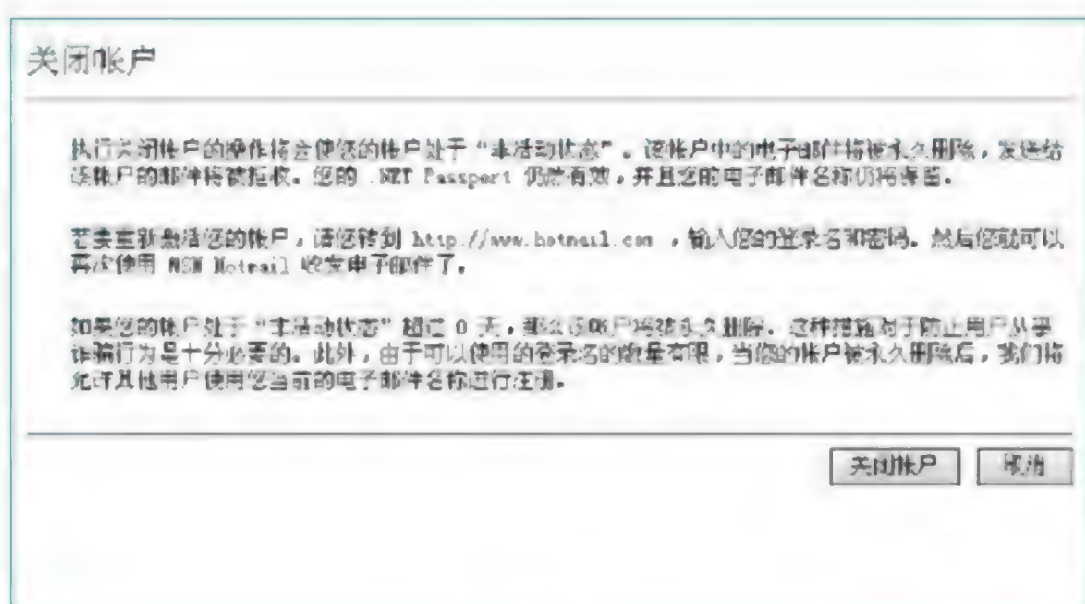 关闭帐户
执行关闭帐户的操作将会使您的帐户处于“非活动状态”。该帐户中的电子邮件将被永久删除，发送给
该帐户的邮件将被拒收。您的 .NET Passport 仍然有效，并且您的电子邮件名称仍将保留。
若要重新激活您的帐户，请您转到 http://www.hotmail.com ，输入您的登录名和密码。然后您就可以
再次使用 MSN Hotmail 收发电子邮件了。
如果您的帐户处于“非活动状态”超过 0 天，那么该帐户将被永久删除。这种措施对于防止用户从事
诈骗行为是十分必要的。此外，由于可以使用的登录名的数量有限，当您的帐户被永久删除后，我们将
允许其他用户使用您当前的电子邮件名称进行注册。
关闭帐户 取消